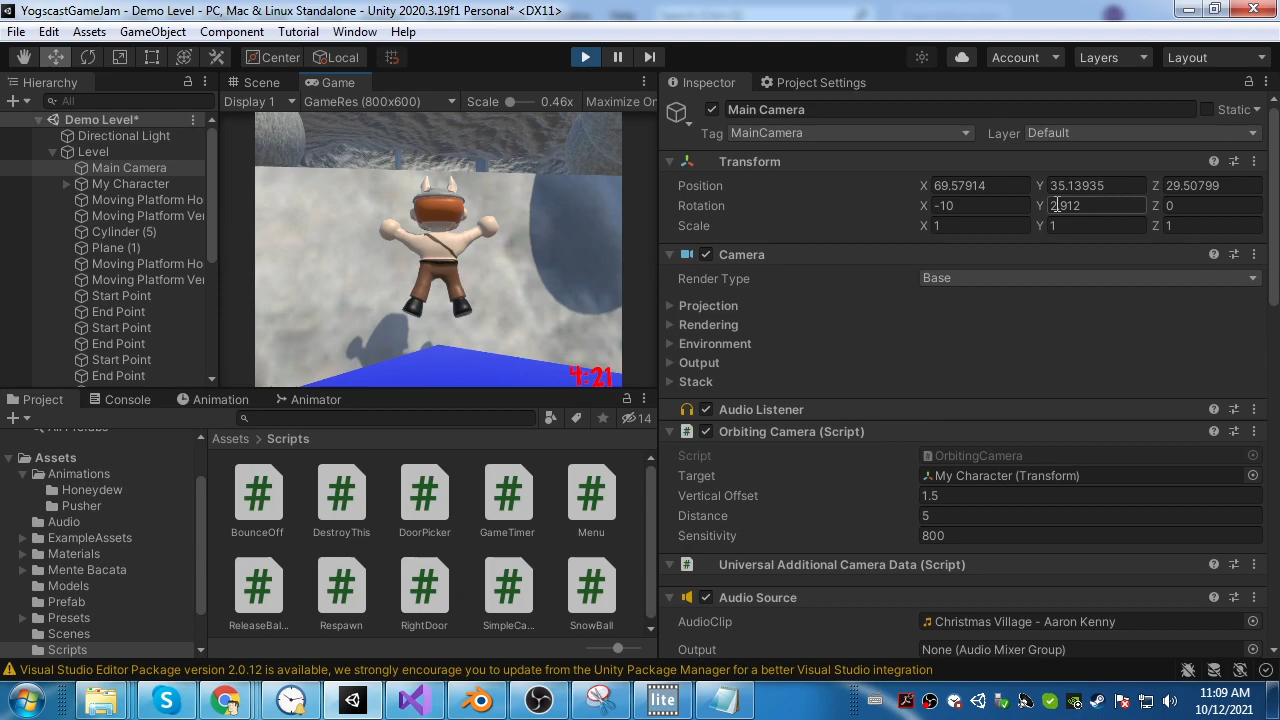 YogscastGameJam - Demo Level - PC, Mac & Linux Standalone - Unity 2020.3.19f1 Personal* <DX11>
File Edit Assets GameObject Component Tutorial Window Help
Center Local Account Layers Layout
Hierarchy Scene Game Inspector Project Settings
All Display 1 GameRes (800x600) Scale 0.46x Maximize On
Main Camera Static
Tag MainCamera Layer Default
Demo Level*
Directional Light
Level
Main Camera
My Character
Moving Platform Ho
Moving Platform Ver
Cylinder (5)
Plane (1)
Moving Platform Ho
Moving Platform Ver
Start Point
End Point
Start Point
End Point
Start Point
End Point
4:21
Transform
Position X 69.57914 Y 35.13935 Z 29.50799
Rotation X -10 Y 2.912 Z 0
Scale X 1 Y 1 Z 1
Camera
Render Type Base
Projection
Rendering
Environment
Output
Stack
Audio Listener
Orbiting Camera (Script)
Script OrbitingCamera
Target My Character (Transform)
Vertical Offset 1.5
Distance 5
Sensitivity 800
Universal Additional Camera Data (Script)
Audio Source
AudioClip Christmas Village - Aaron Kenny
Output None (Audio Mixer Group)
Project Console Animation Animator
14
Assets
Animations
Honeydew
Pusher
Audio
ExampleAssets
Materials
Mente Bacata
Models
Prefab
Presets
Scenes
Scripts
Assets > Scripts
BounceOff DestroyThis DoorPicker GameTimer Menu
ReleaseBal... Respawn RightDoor SimpleCa... SnowBall
Visual Studio Editor Package version 2.0.12 is available, we strongly encourage you to update from the Unity Package Manager for a better Visual Studio integration
lite
11:09 AM
10/12/2021